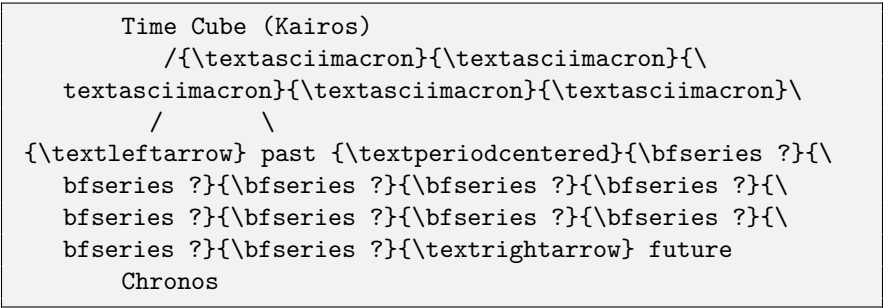 Time Cube (Kairos)
/{\textasciimacron}{\textasciimacron}{\
textasciimacron}{\textasciimacron}{\textasciimacron}\
/ \
{\textleftarrow} past {\textperiodcentered}{\bfseries ?}{\
bfseries ?}{\bfseries ?}{\bfseries ?}{\bfseries ?}{\
bfseries ?}{\bfseries ?}{\bfseries ?}{\bfseries ?}{\
bfseries ?}{\bfseries ?}{\textrightarrow} future
Chronos